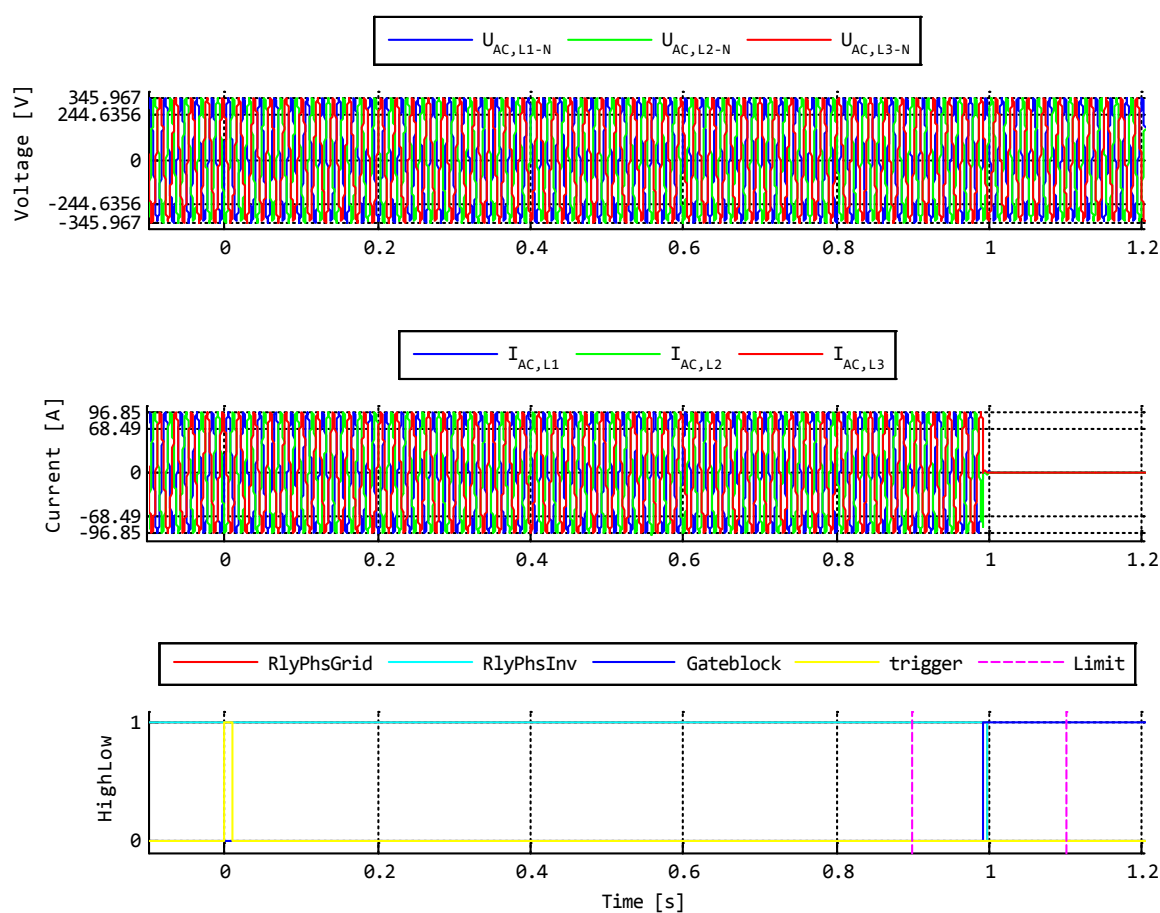 U_AC,L1-N U_AC,L2-N U_AC,L3-N
345.967
244.6356
0
-244.6356
-345.967
Voltage [V]
0 0.2 0.4 0.6 0.8 1 1.2
I_AC,L1 I_AC,L2 I_AC,L3
96.85
68.49
0
-68.49
-96.85
Current [A]
0 0.2 0.4 0.6 0.8 1 1.2
RlyPhsGrid RlyPhsInv Gateblock trigger Limit
1
0
HighLow
0 0.2 0.4 0.6 0.8 1 1.2
Time [s]